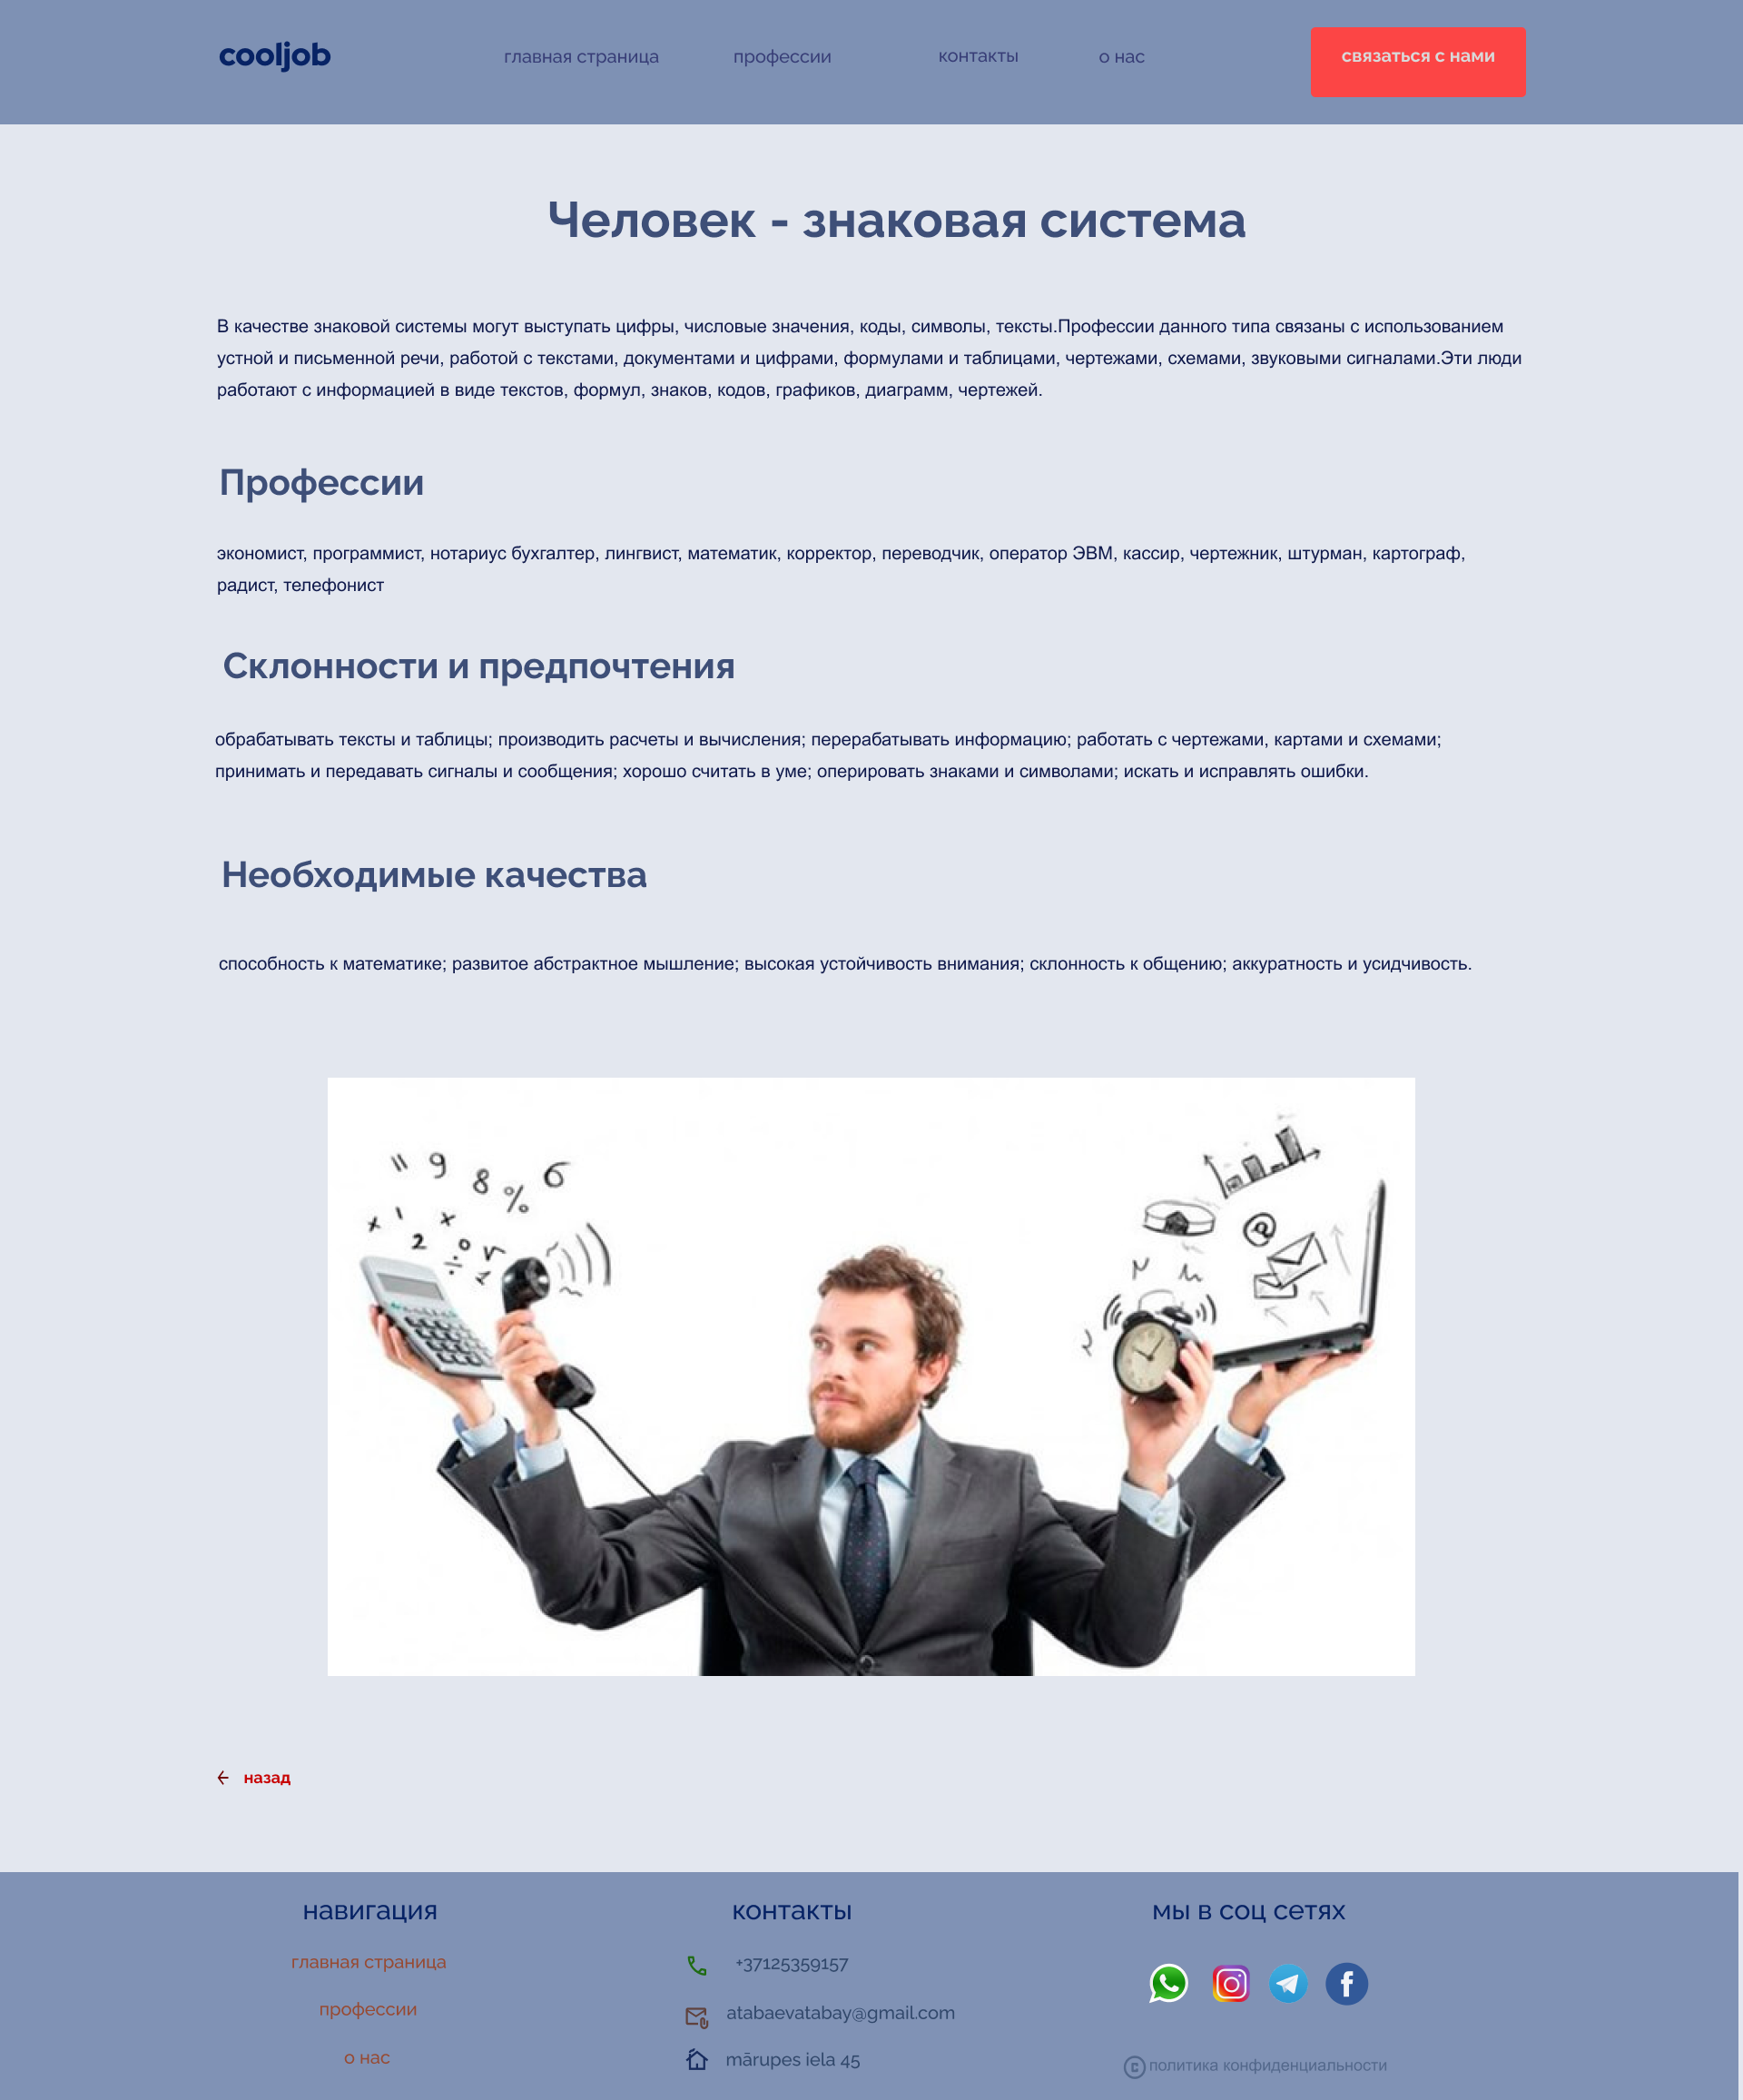 cooljob
главная страница
профессии
контакты
о нас
связаться с нами
Человек - знаковая система
В качестве знаковой системы могут выступать цифры, числовые значения, коды, символы, тексты.Профессии данного типа связаны с использованием
устной и письменной речи, работой с текстами, документами и цифрами, формулами и таблицами, чертежами, схемами, звуковыми сигналами.Эти люди
работают с информацией в виде текстов, формул, знаков, кодов, графиков, диаграмм, чертежей.
Профессии
экономист, программист, нотариус бухгалтер, лингвист, математик, корректор, переводчик, оператор ЭВМ, кассир, чертежник, штурман, картограф,
радист, телефонист
Склонности и предпочтения
обрабатывать тексты и таблицы; производить расчеты и вычисления; перерабатывать информацию; работать с чертежами, картами и схемами;
принимать и передавать сигналы и сообщения; хорошо считать в уме; оперировать знаками и символами; искать и исправлять ошибки.
Необходимые качества
способность к математике; развитое абстрактное мышление; высокая устойчивость внимания; склонность к общению; аккуратность и усидчивость.
9 8 % 6
x 1 x
2 ÷ 0
@
← назад
навигация
главная страница
профессии
о нас
контакты
+37125359157
atabaevatabay@gmail.com
mārupes iela 45
мы в соц сетях
© политика конфиденциальности